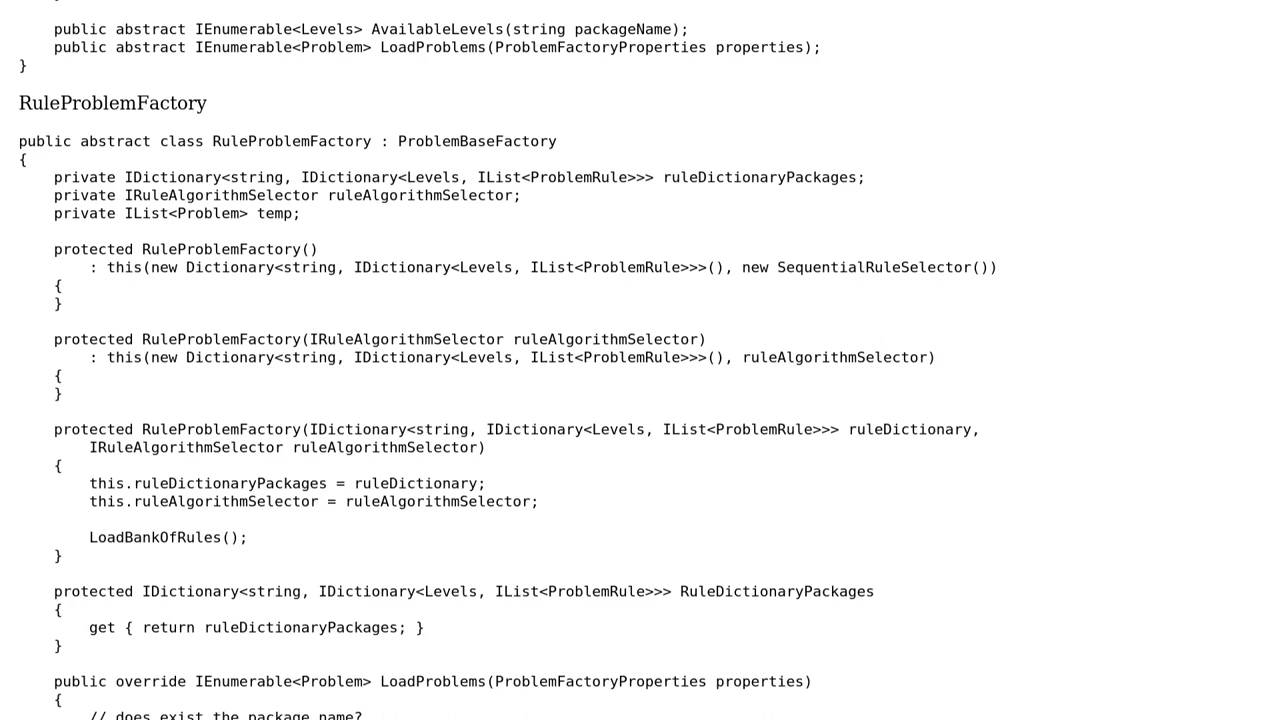 public abstract IEnumerable<Levels> AvailableLevels(string packageName);
    public abstract IEnumerable<Problem> LoadProblems(ProblemFactoryProperties properties);
}
RuleProblemFactory
public abstract class RuleProblemFactory : ProblemBaseFactory
{
    private IDictionary<string, IDictionary<Levels, IList<ProblemRule>>> ruleDictionaryPackages;
    private IRuleAlgorithmSelector ruleAlgorithmSelector;
    private IList<Problem> temp;

    protected RuleProblemFactory()
        : this(new Dictionary<string, IDictionary<Levels, IList<ProblemRule>>>(), new SequentialRuleSelector())
    {
    }

    protected RuleProblemFactory(IRuleAlgorithmSelector ruleAlgorithmSelector)
        : this(new Dictionary<string, IDictionary<Levels, IList<ProblemRule>>>(), ruleAlgorithmSelector)
    {
    }

    protected RuleProblemFactory(IDictionary<string, IDictionary<Levels, IList<ProblemRule>>> ruleDictionary,
        IRuleAlgorithmSelector ruleAlgorithmSelector)
    {
        this.ruleDictionaryPackages = ruleDictionary;
        this.ruleAlgorithmSelector = ruleAlgorithmSelector;

        LoadBankOfRules();
    }

    protected IDictionary<string, IDictionary<Levels, IList<ProblemRule>>> RuleDictionaryPackages
    {
        get { return ruleDictionaryPackages; }
    }

    public override IEnumerable<Problem> LoadProblems(ProblemFactoryProperties properties)
    {
        // does exist the package name?